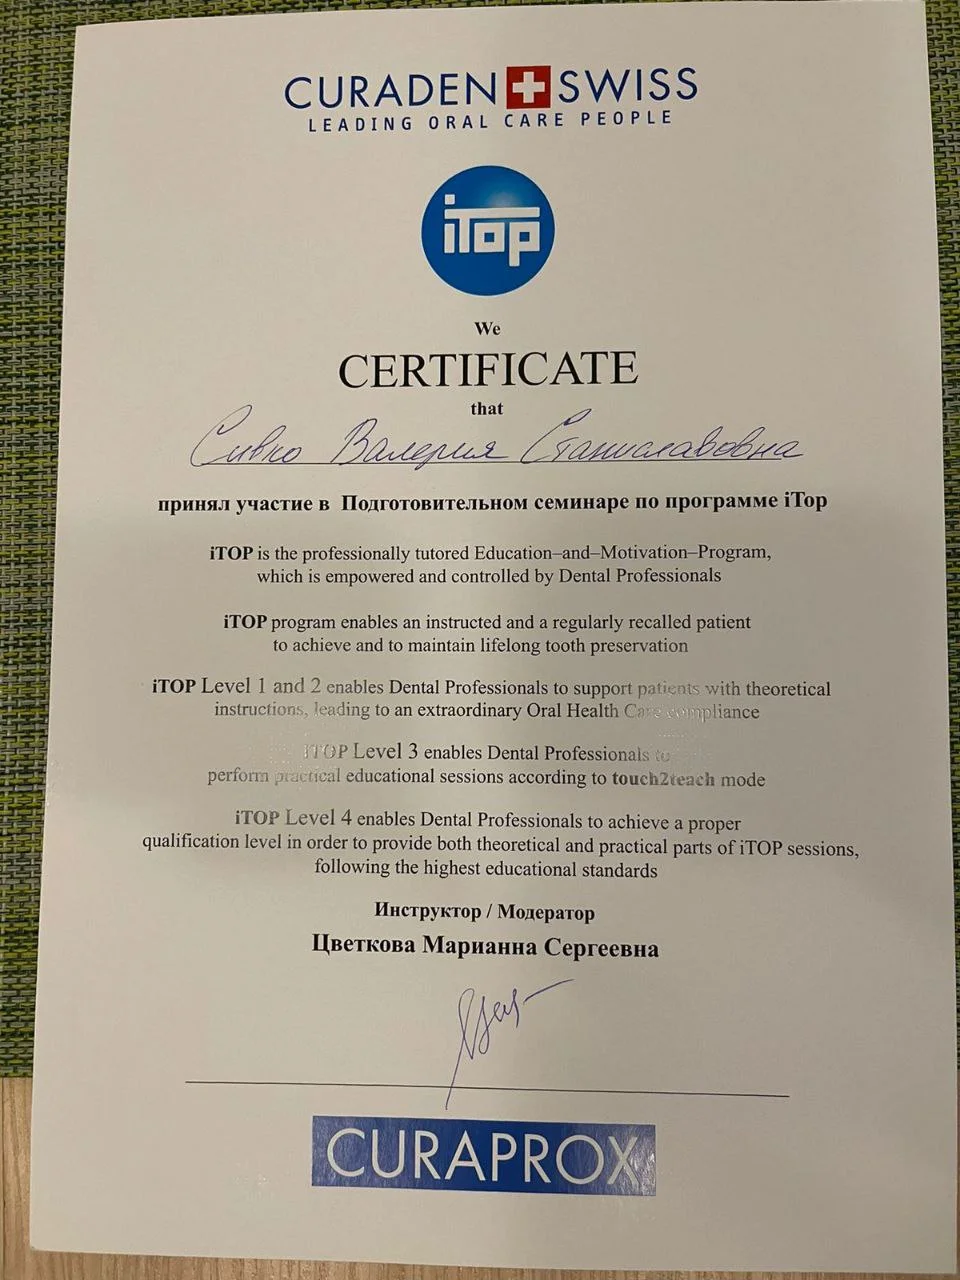 CURADEN SWISS
LEADING ORAL CARE PEOPLE
iTop
We
CERTIFICATE
that
Сивко Валерия Станиславовна
принял участие в Подготовительном семинаре по программе iTop
iTOP is the professionally tutored Education–and–Motivation–Program,
which is empowered and controlled by Dental Professionals
iTOP program enables an instructed and a regularly recalled patient
to achieve and to maintain lifelong tooth preservation
iTOP Level 1 and 2 enables Dental Professionals to support patients with theoretical
instructions, leading to an extraordinary Oral Health Care compliance
iTOP Level 3 enables Dental Professionals to
perform practical educational sessions according to touch2teach mode
iTOP Level 4 enables Dental Professionals to achieve a proper
qualification level in order to provide both theoretical and practical parts of iTOP sessions,
following the highest educational standards
Инструктор / Модератор
Цветкова Марианна Сергеевна
CURAPROX